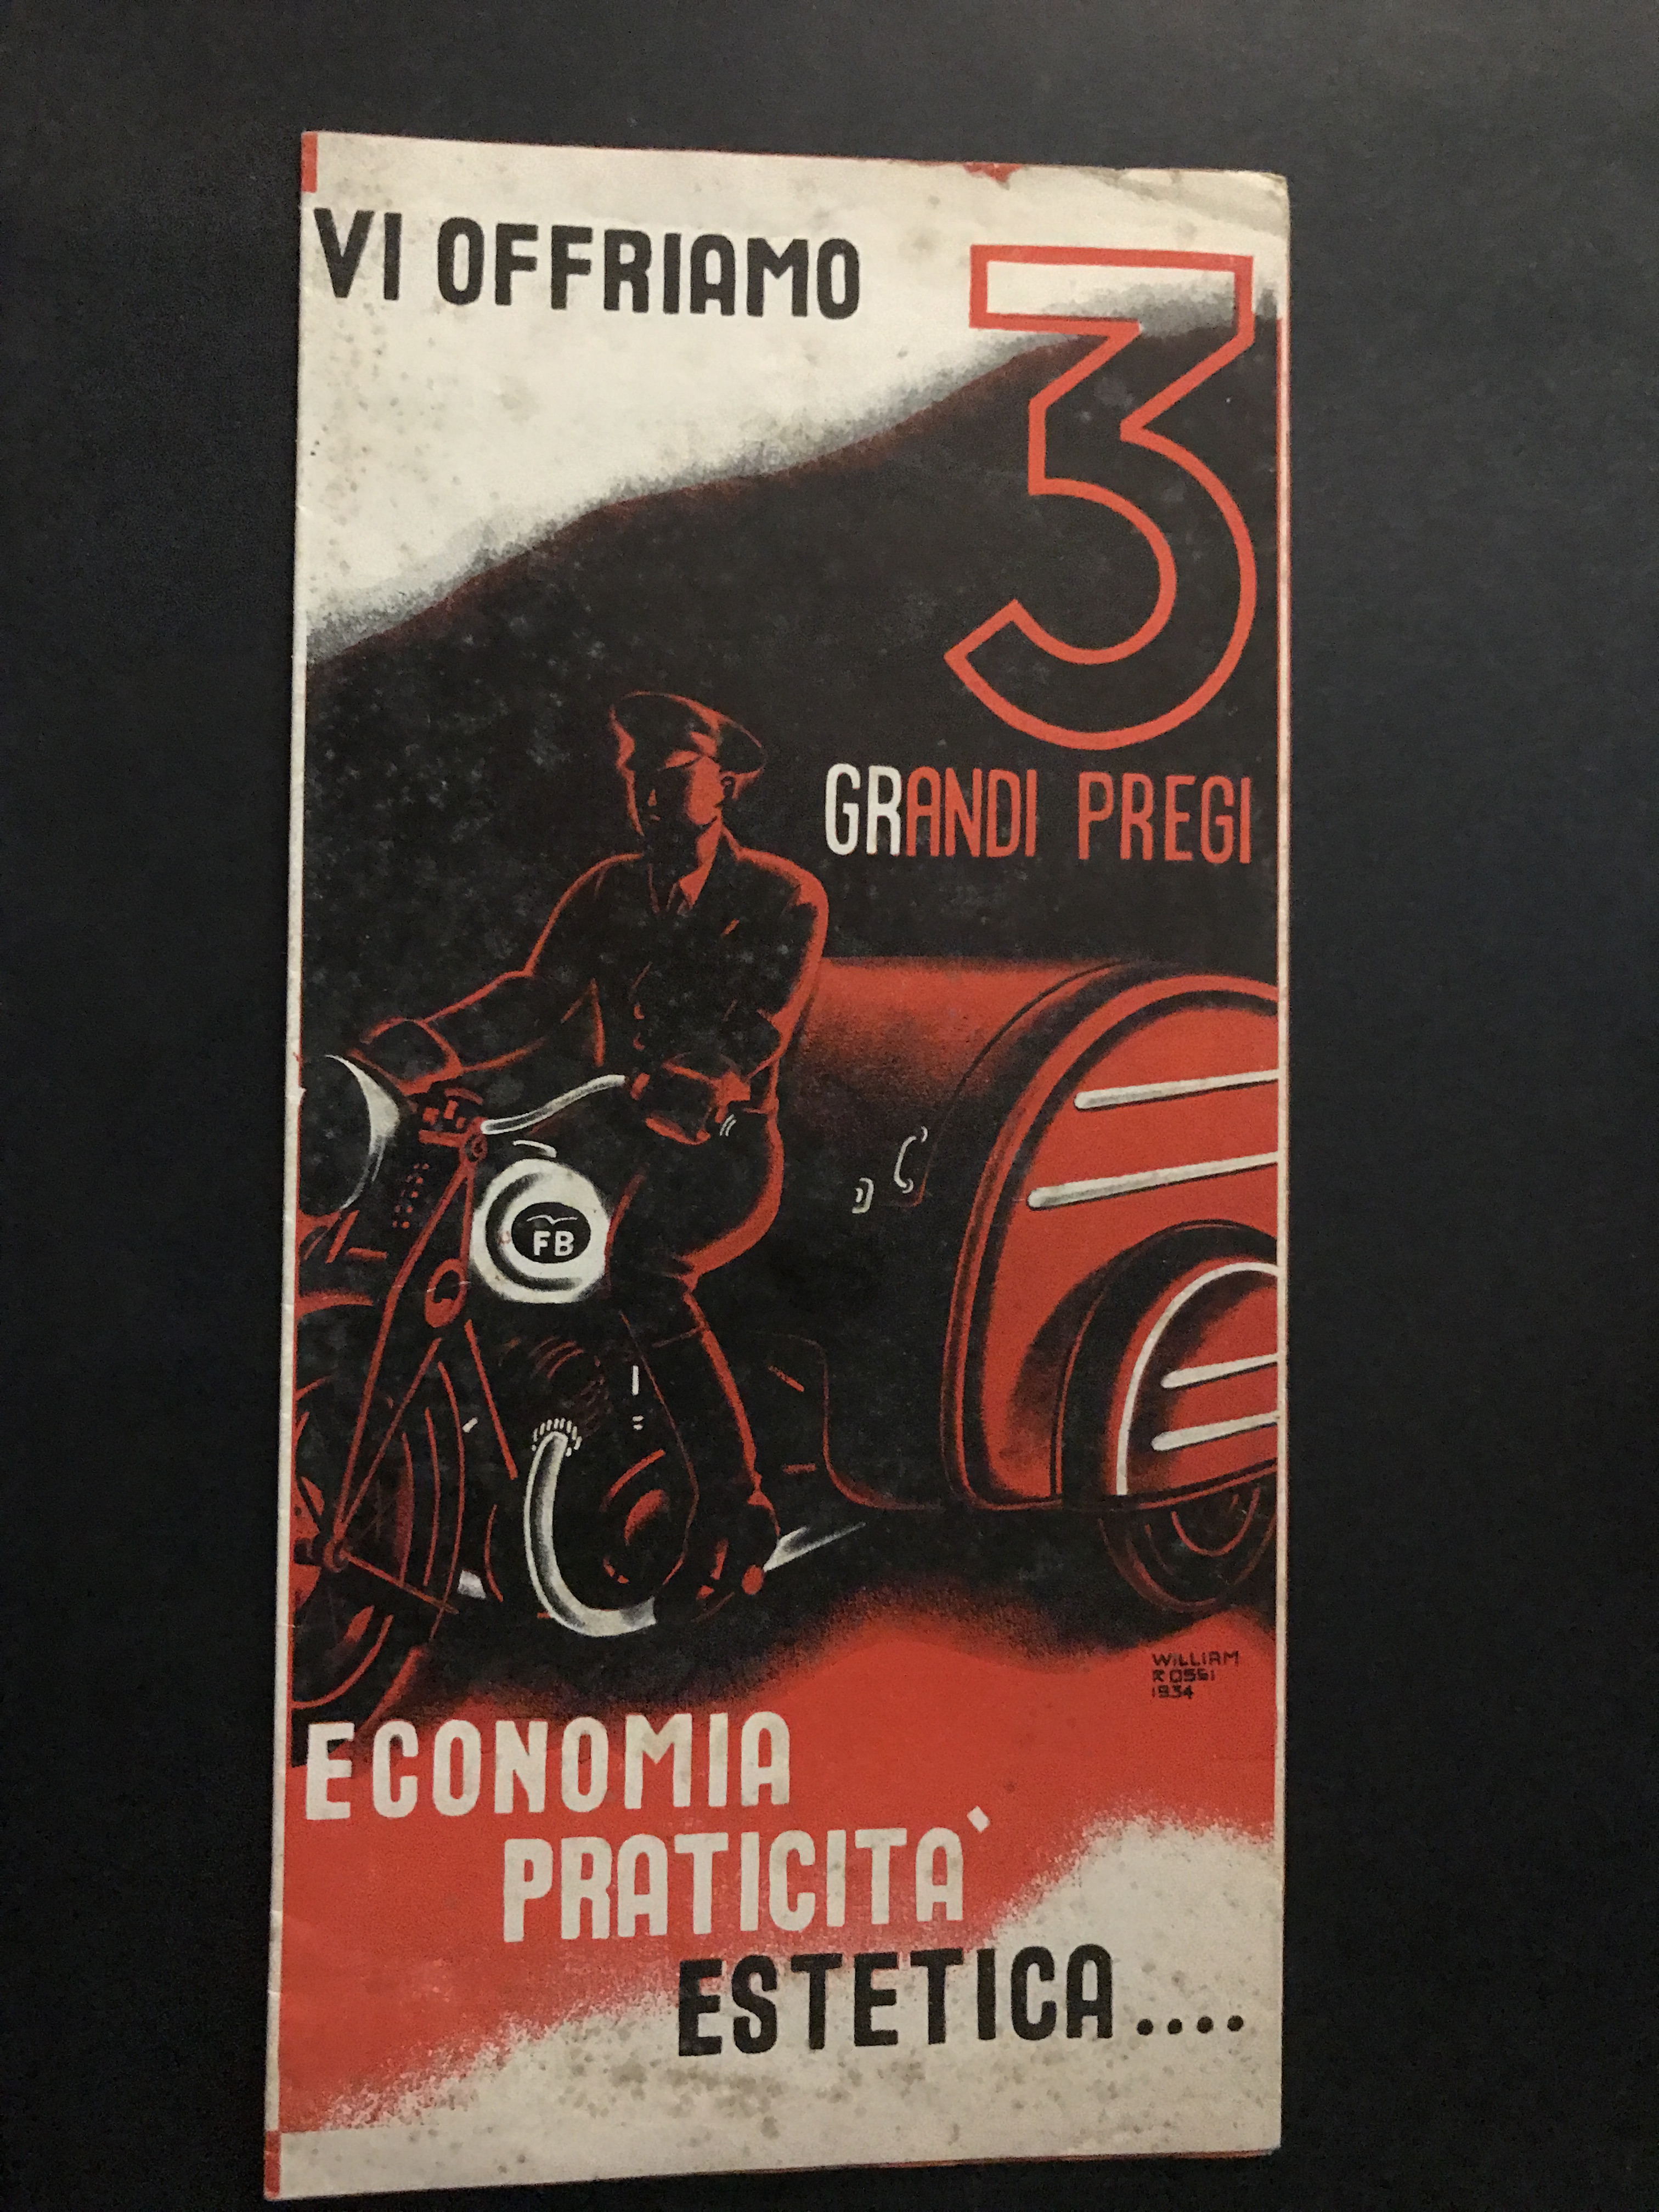 VI OFFRIAMO
3
GRANDI PREGI
FB
WILLIAM
ROSSI
1934
ECONOMIA
PRATICITA'
ESTETICA....